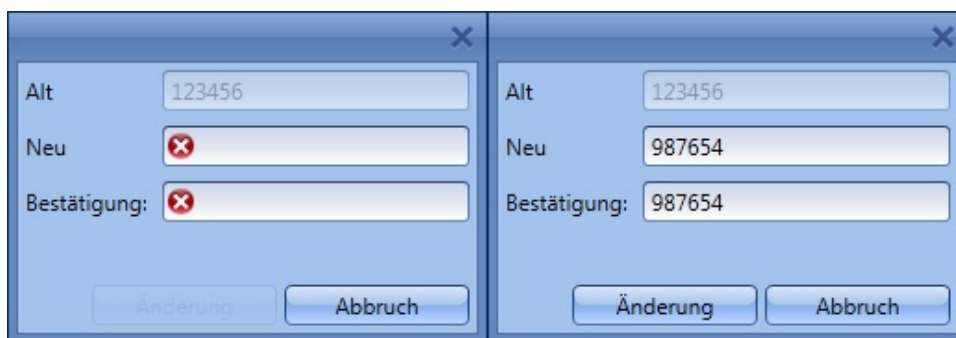 Alt 123456
Neu
Bestätigung:
Änderung Abbruch
Alt 123456
Neu 987654
Bestätigung: 987654
Änderung Abbruch